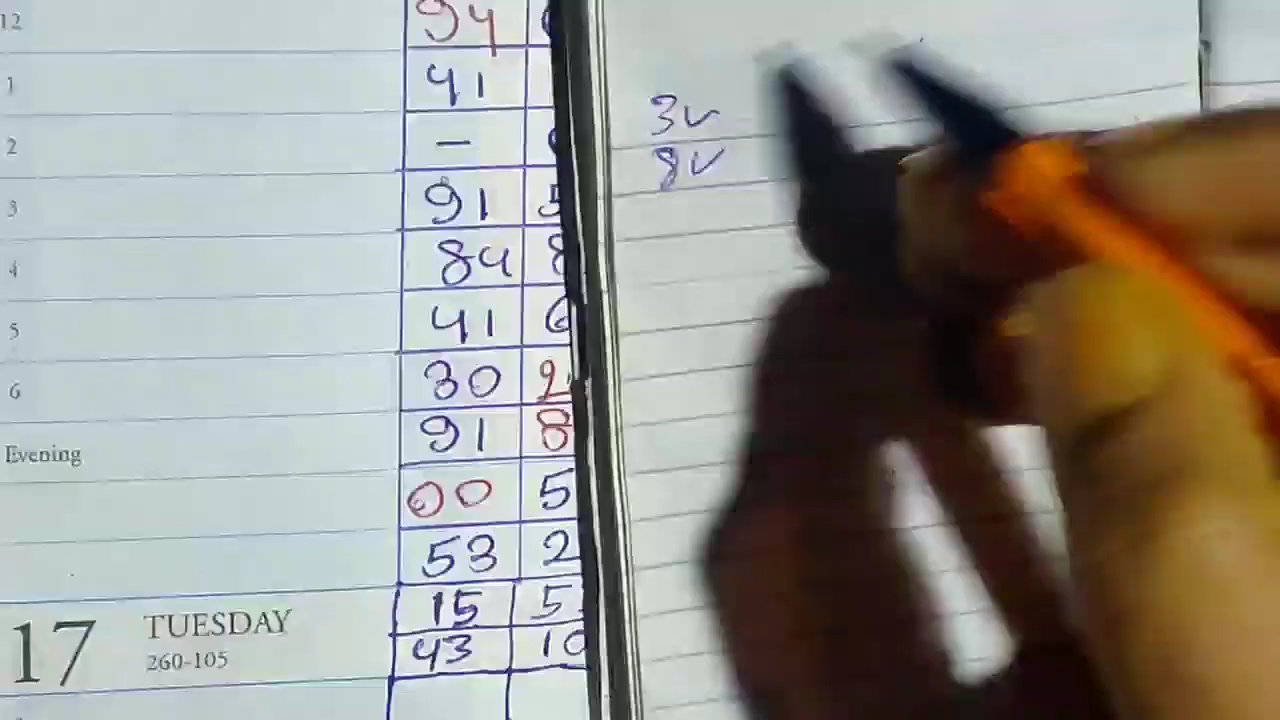 12 94
1 41
2 –
3 91 5
4 84 8
5 41 6
6 30 2
Evening 91 8
00 5
53 2
17 TUESDAY 15 5
260-105 43 10
3✓
8✓